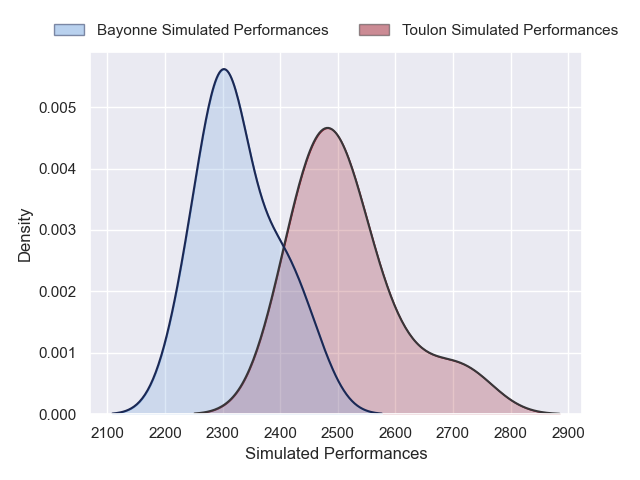 Bayonne Simulated Performances Toulon Simulated Performances
0.005
0.004
0.003
0.002
0.001
0.000
Density
2100 2200 2300 2400 2500 2600 2700 2800 2900
Simulated Performances